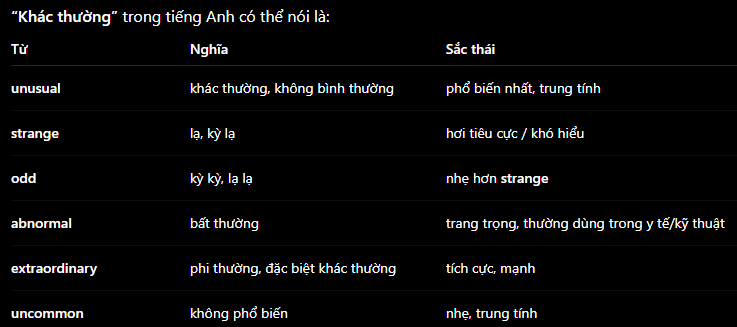 “Khác thường” trong tiếng Anh có thể nói là:
Từ Nghĩa Sắc thái
unusual khác thường, không bình thường phổ biến nhất, trung tính
strange lạ, kỳ lạ hơi tiêu cực / khó hiểu
odd kỳ kỳ, lạ lạ nhẹ hơn strange
abnormal bất thường trang trọng, thường dùng trong y tế/kỹ thuật
extraordinary phi thường, đặc biệt khác thường tích cực, mạnh
uncommon không phổ biến nhẹ, trung tính